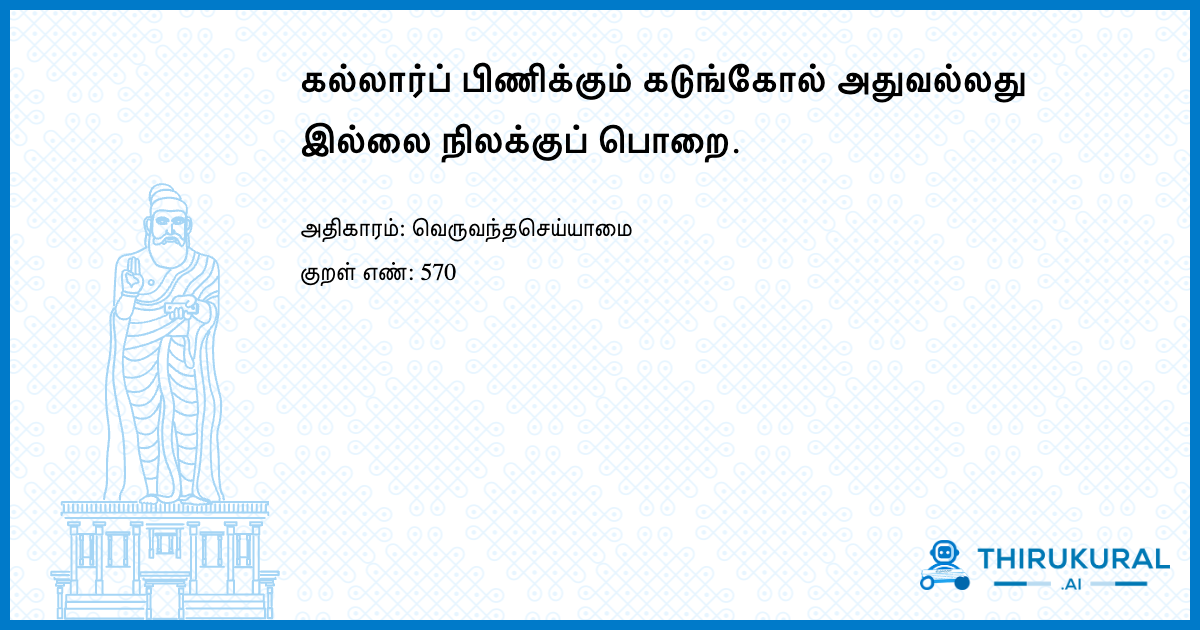 கல்லார்ப் பிணிக்கும் கடுங்கோல் அதுவல்லது
இல்லை நிலக்குப் பொறை.
அதிகாரம்: வெருவந்தசெய்யாமை
குறள் எண்: 570
THIRUKURAL
.AI